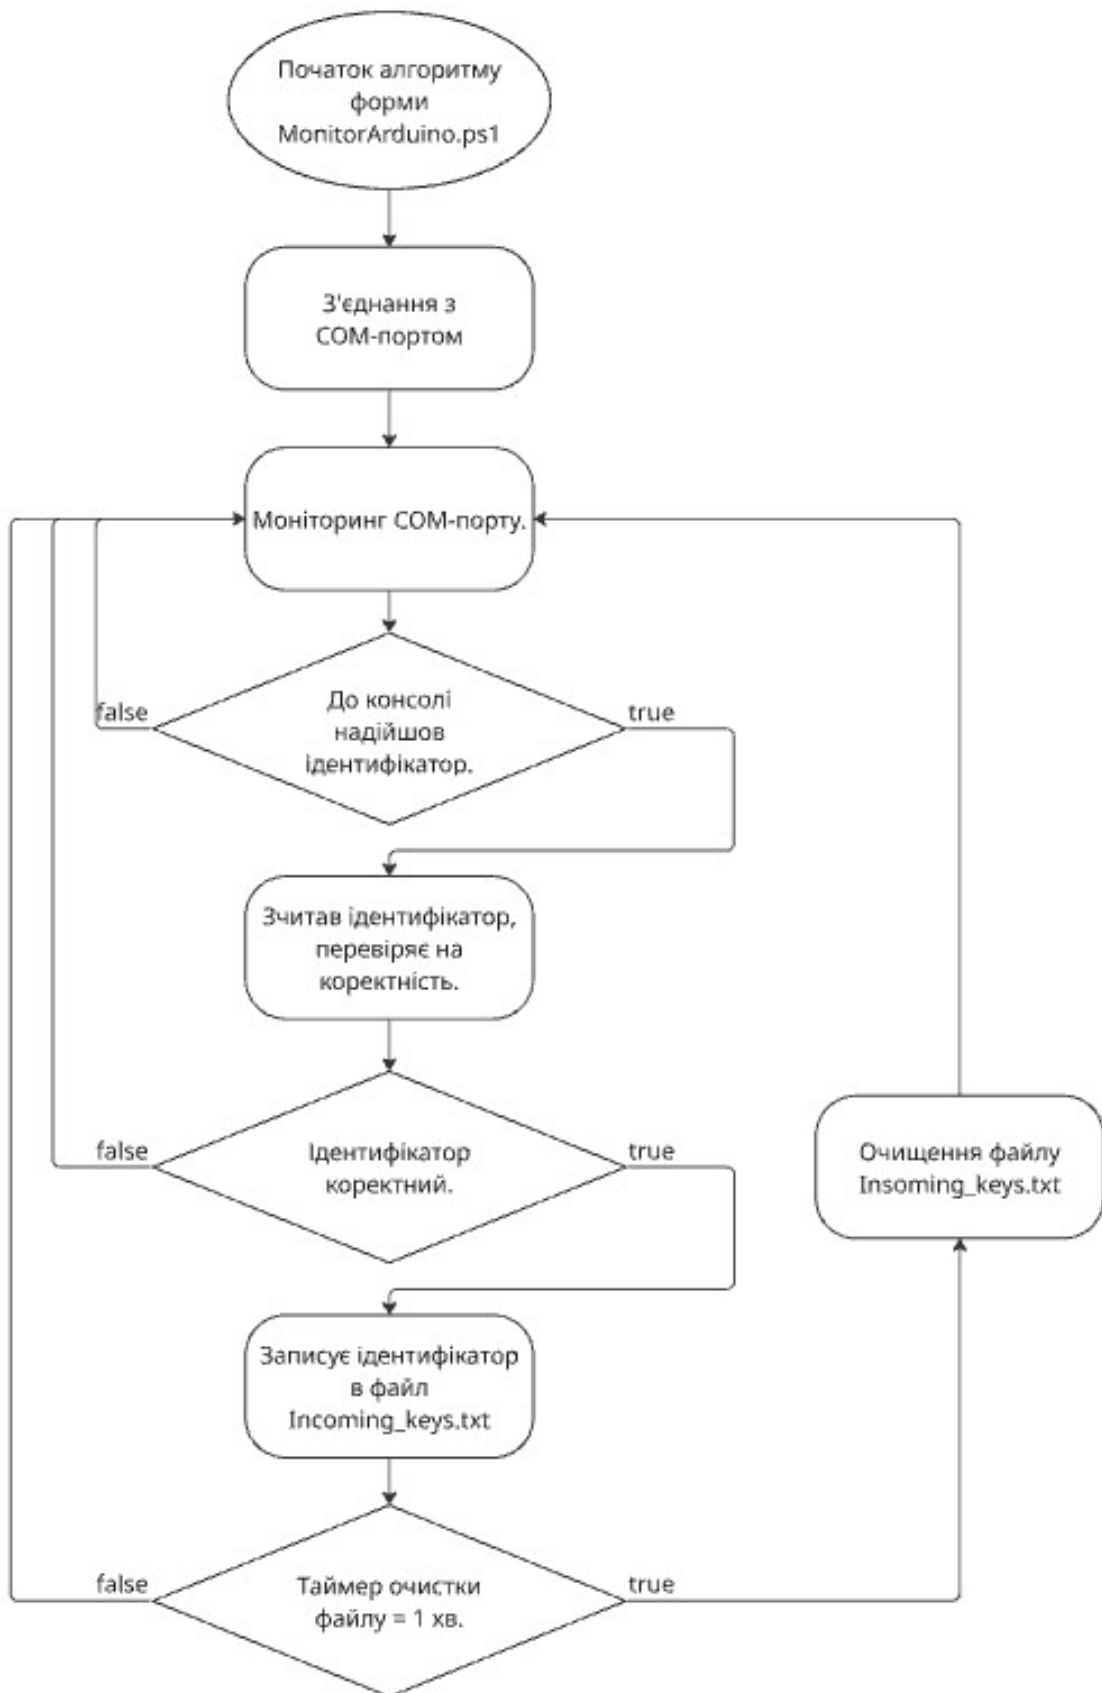 Початок алгоритму
форми
MonitorArduino.ps1
З'єднання з
COM-портом
Моніторинг COM-порту.
false
До консолі
надійшов
ідентифікатор.
true
Зчитав ідентифікатор,
перевіряє на
коректність.
false
Ідентифікатор
коректний.
true
Очищення файлу
Insoming_keys.txt
Записує ідентифікатор
в файл
Incoming_keys.txt
false
Таймер очистки
файлу = 1 хв.
true